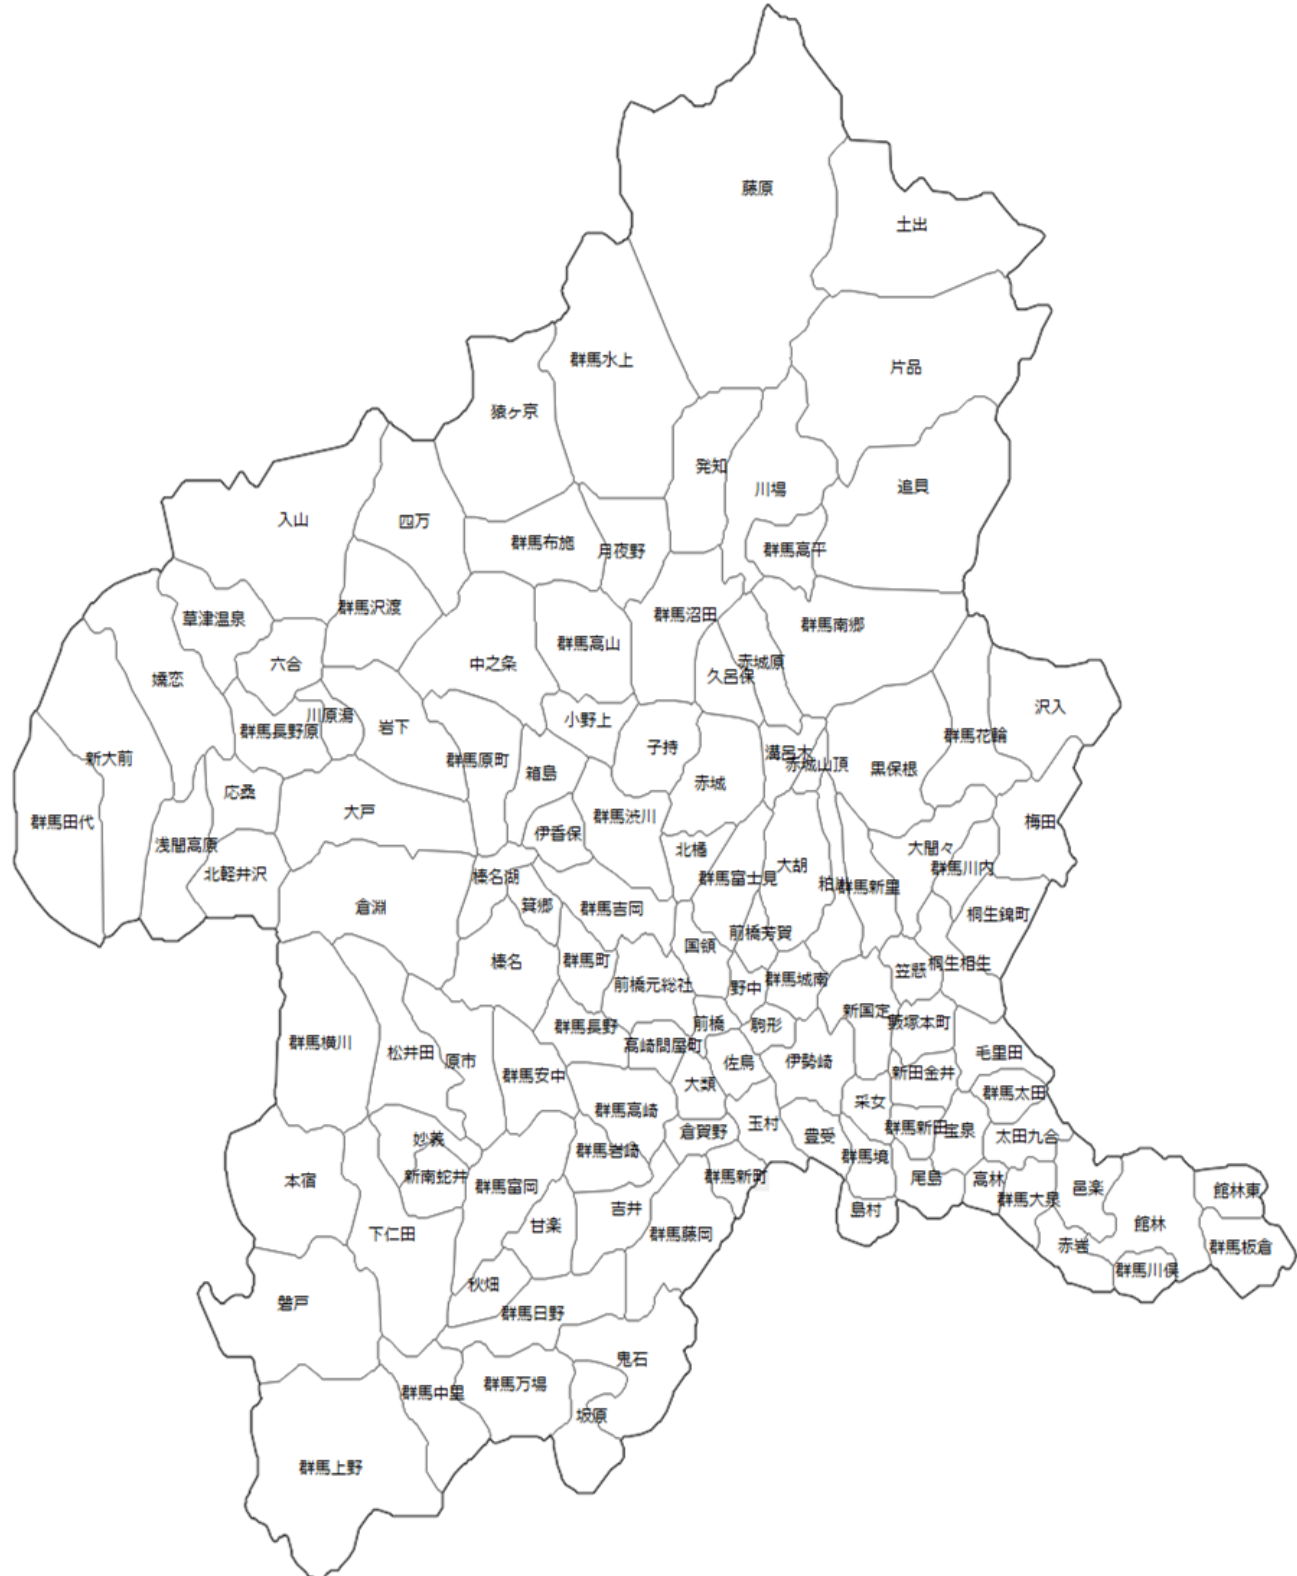 藤原
土出
群馬水上
片品
猿ヶ京
発知
川場
追貝
入山
四万
群馬布施
月夜野
群馬高平
群馬沢渡
草津温泉
群馬沼田
群馬南郷
群馬高山
中之条
六合
嬬恋
久呂保
赤城原
沢入
川原湯
群馬長野原
岩下
小野上
子持
群馬花輪
新大前
群馬原町
箱島
赤城
溝呂木
赤城山頂
黒保根
応桑
大戸
群馬渋川
群馬田代
梅田
浅間高原
伊香保
北橘
大間々
北軽井沢
榛名湖
群馬富士見
大胡
粕川
群馬新里
群馬川内
倉淵
箕郷
群馬吉岡
桐生錦町
国領
前橋芳賀
榛名
群馬町
前橋元総社
野中
群馬城南
笠懸
桐生相生
新国定
藪塚本町
群馬長野
前橋
駒形
群馬横川
松井田
原市
高崎問屋町
佐鳥
伊勢崎
毛里田
群馬安中
大類
新田金井
群馬太田
群馬高崎
采女
玉村
群馬新田
宝泉
太田九合
妙義
倉賀野
豊受
群馬岩崎
群馬境
新南蛇井
群馬富岡
群馬新町
尾島
高林
本宿
群馬大泉
邑楽
館林東
吉井
島村
下仁田
甘楽
群馬藤岡
館林
赤岩
群馬板倉
群馬川俣
秋畑
磐戸
群馬日野
鬼石
群馬中里
群馬万場
坂原
群馬上野